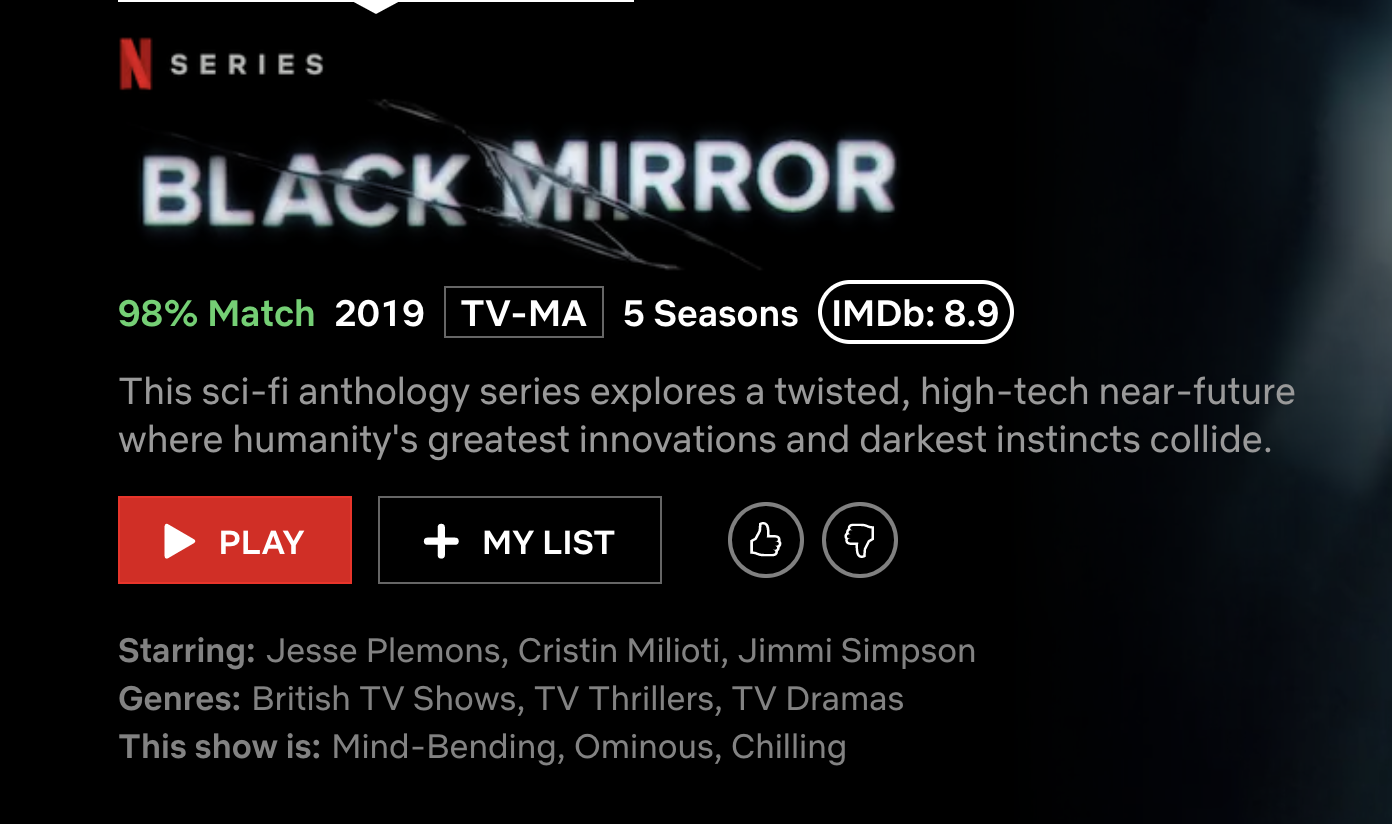 N SERIES
BLACK MIRROR
98% Match 2019 TV-MA 5 Seasons IMDb: 8.9
This sci-fi anthology series explores a twisted, high-tech near-future
where humanity's greatest innovations and darkest instincts collide.
PLAY + MY LIST
Starring: Jesse Plemons, Cristin Milioti, Jimmi Simpson
Genres: British TV Shows, TV Thrillers, TV Dramas
This show is: Mind-Bending, Ominous, Chilling